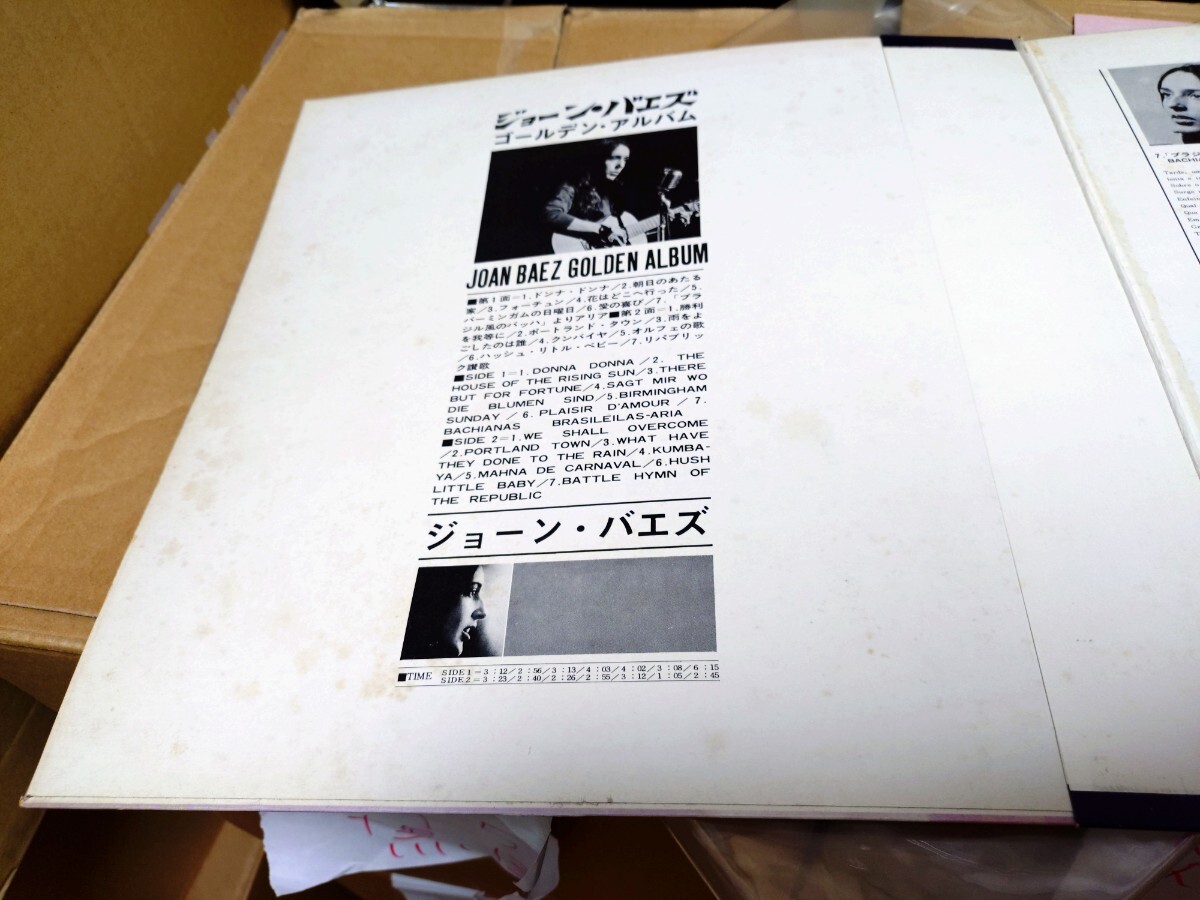 ジョーン・バエズ
ゴールデン・アルバム
JOAN BAEZ GOLDEN ALBUM
■第1面=1.ドンナ・ドンナ/2.朝日のあたる
家/3.フォーチュン/4.花はどこへ行った/5.
バーミンガムの日曜日/6.愛の喜び/7.「ブラ
ジル風のバッハ」よりアリア■第2面=1.勝利
を我等に/2.ポートランド・タウン/3.雨をよ
ごしたのは誰/4.クンバイヤ/5.オルフェの歌
/6.ハッシュ・リトル・ベビー/7.リパブリッ
ク讃歌
■SIDE 1=1.DONNA DONNA/2. THE
HOUSE OF THE RISING SUN/3.THERE
BUT FOR FORTUNE/4.SAGT MIR WO
DIE BLUMEN SIND/5.BIRMINGHAM
SUNDAY/6. PLAISIR D'AMOUR/7.
BACHIANAS BRASILEILAS-ARIA
■SIDE 2=1.WE SHALL OVERCOME
/2.PORTLAND TOWN/3.WHAT HAVE
THEY DONE TO THE RAIN/4.KUMBA-
YA/5.MAHNA DE CARNAVAL/6.HUSH
LITTLE BABY/7.BATTLE HYMN OF
THE REPUBLIC
ジョーン・バエズ
■TIME SIDE 1=3:12/2:56/3:13/4:03/4:02/3:08/6:15
SIDE 2=3:23/2:40/2:26/2:55/3:12/1:05/2:45
7.「ブラジ
BACHIA
Tarde, um
Sobre
Surge
Quai
Que
Em